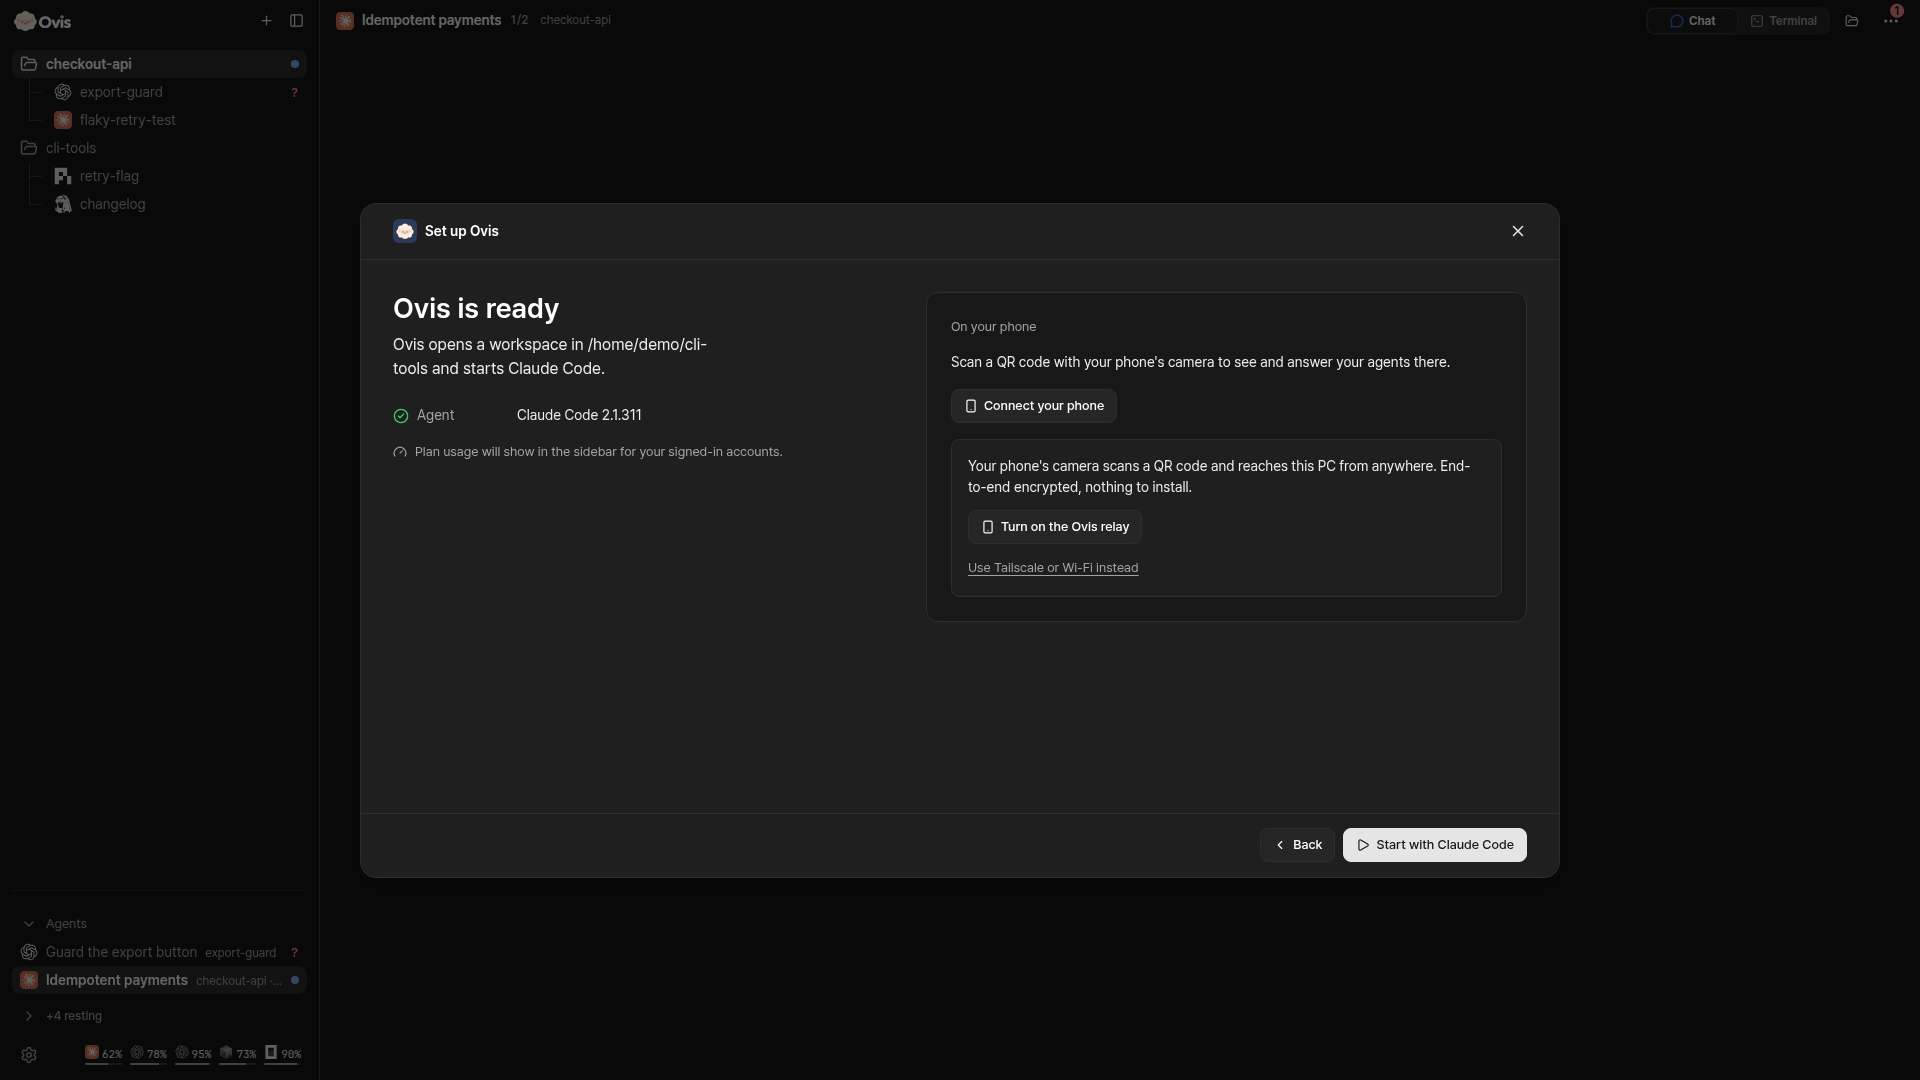 Ovis
checkout-api
export-guard ?
flaky-retry-test
cli-tools
retry-flag
changelog
Agents
Guard the export button export-guard ?
Idempotent payments checkout-api ·...
+4 resting
62% 78% 95% 73% 90%
Idempotent payments 1/2 checkout-api
Chat Terminal 1
Set up Ovis
Ovis is ready
Ovis opens a workspace in /home/demo/cli-
tools and starts Claude Code.
Agent Claude Code 2.1.311
Plan usage will show in the sidebar for your signed-in accounts.
On your phone
Scan a QR code with your phone's camera to see and answer your agents there.
Connect your phone
Your phone's camera scans a QR code and reaches this PC from anywhere. End-
to-end encrypted, nothing to install.
Turn on the Ovis relay
Use Tailscale or Wi-Fi instead
Back
Start with Claude Code